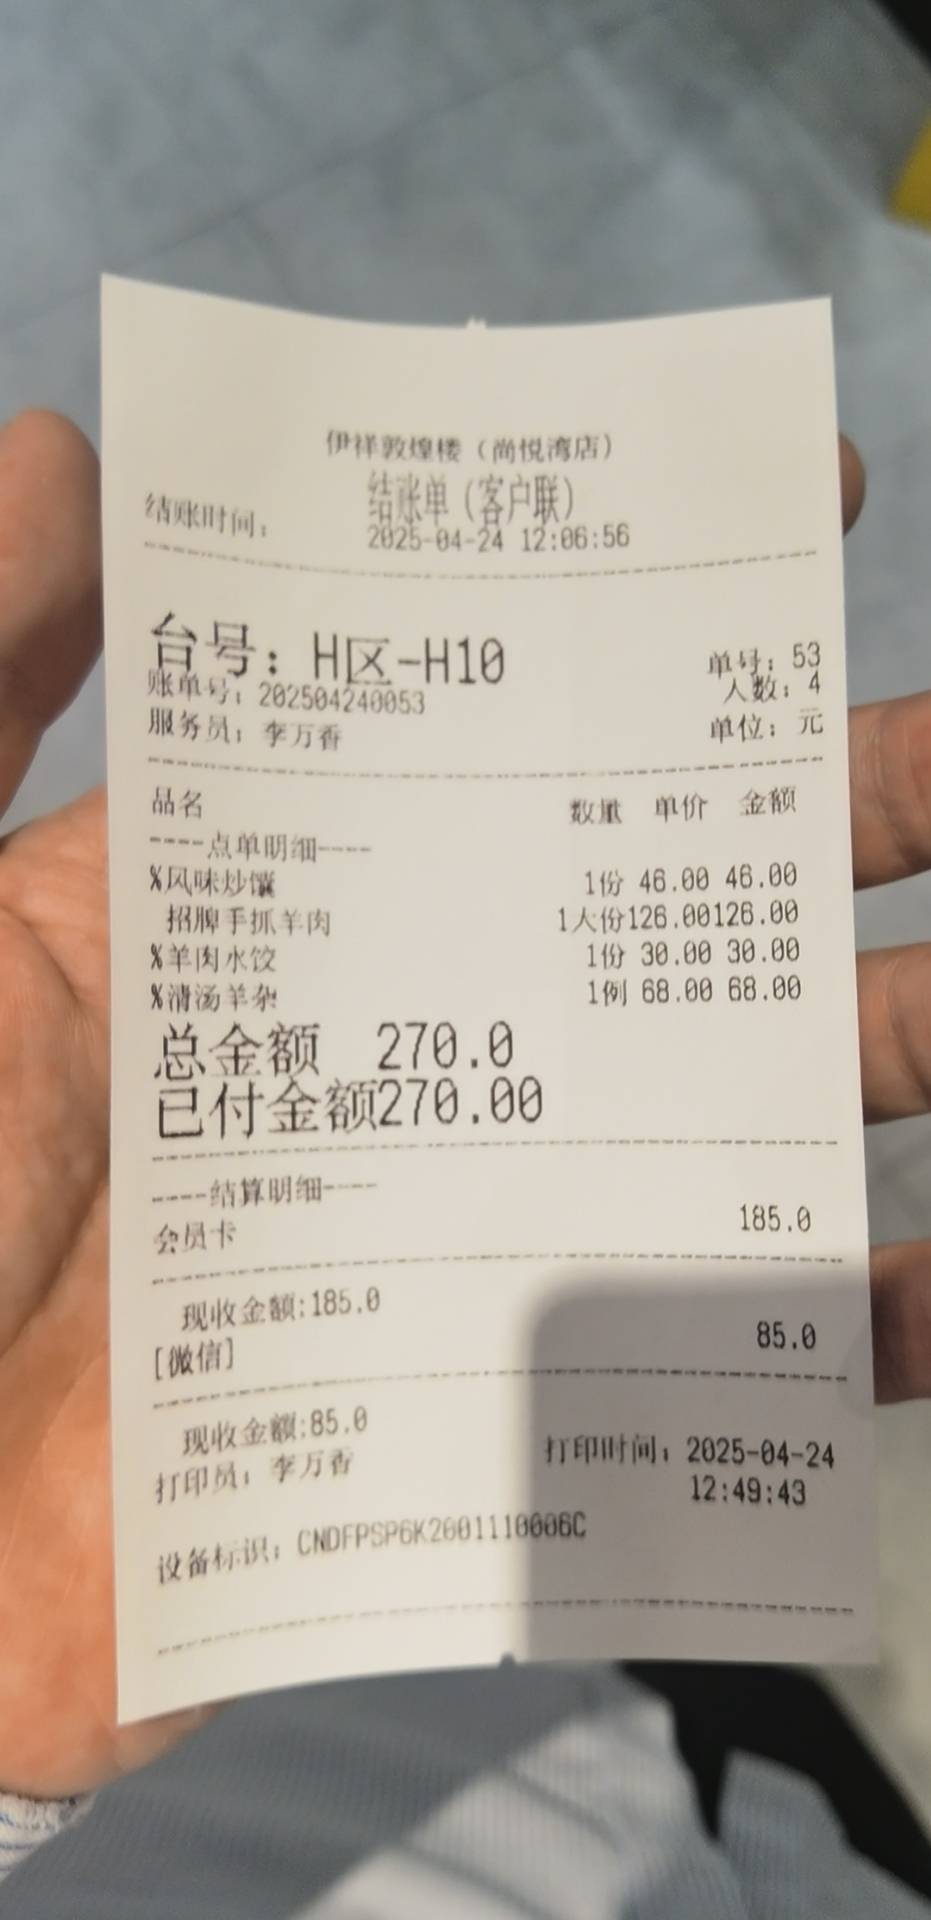 伊祥敦煌楼（尚悦湾店）
结账单（客户联）
结账时间：2025-04-24 12:06:56
台号：H区-H10 单号：53
账单号：202504240053 人数：4
服务员：李万香 单位：元
品名 数量 单价 金额
----点单明细----
%风味炒馕 1份 46.00 46.00
招牌手抓羊肉 1大份126.00126.00
%羊肉水饺 1份 30.00 30.00
%清汤羊杂 1例 68.00 68.00
总金额 270.0
已付金额270.00
----结算明细----
会员卡 185.0
现收金额:185.0
[微信] 85.0
现收金额:85.0
打印员：李万香 打印时间：2025-04-24
12:49:43
设备标识：CNDFPSP6K2001110006C